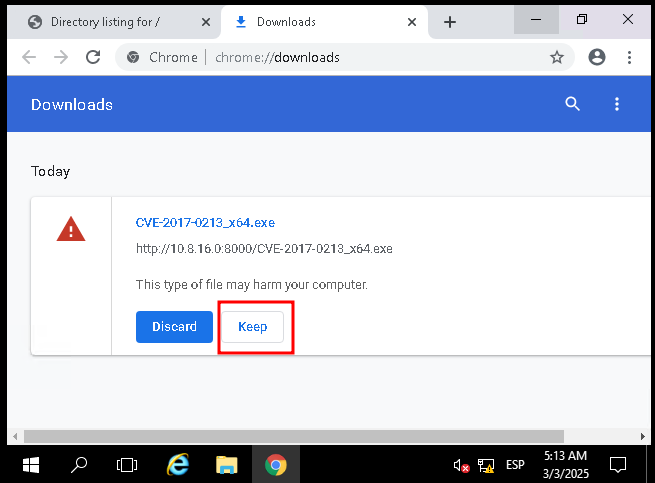 Directory listing for /
Downloads
Chrome
chrome://downloads
Downloads
Today
CVE-2017-0213_x64.exe
http://10.8.16.0:8000/CVE-2017-0213_x64.exe
This type of file may harm your computer.
Discard
Keep
ESP
5:13 AM
3/3/2025